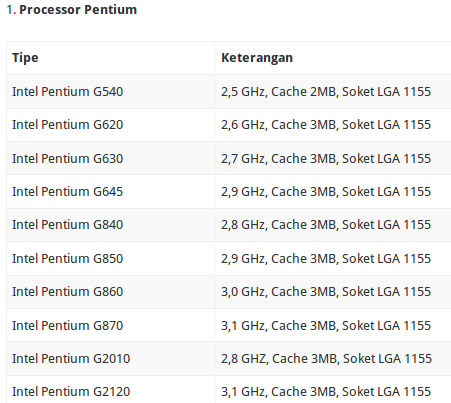 1. Processor Pentium
Tipe Keterangan
Intel Pentium G540 2,5 GHz, Cache 2MB, Soket LGA 1155
Intel Pentium G620 2,6 GHz, Cache 3MB, Soket LGA 1155
Intel Pentium G630 2,7 GHz, Cache 3MB, Soket LGA 1155
Intel Pentium G645 2,9 GHz, Cache 3MB, Soket LGA 1155
Intel Pentium G840 2,8 GHz, Cache 3MB, Soket LGA 1155
Intel Pentium G850 2,9 GHz, Cache 3MB, Soket LGA 1155
Intel Pentium G860 3,0 GHz, Cache 3MB, Soket LGA 1155
Intel Pentium G870 3,1 GHz, Cache 3MB, Soket LGA 1155
Intel Pentium G2010 2,8 GHZ, Cache 3MB, Soket LGA 1155
Intel Pentium G2120 3,1 GHz, Cache 3MB, Soket LGA 1155